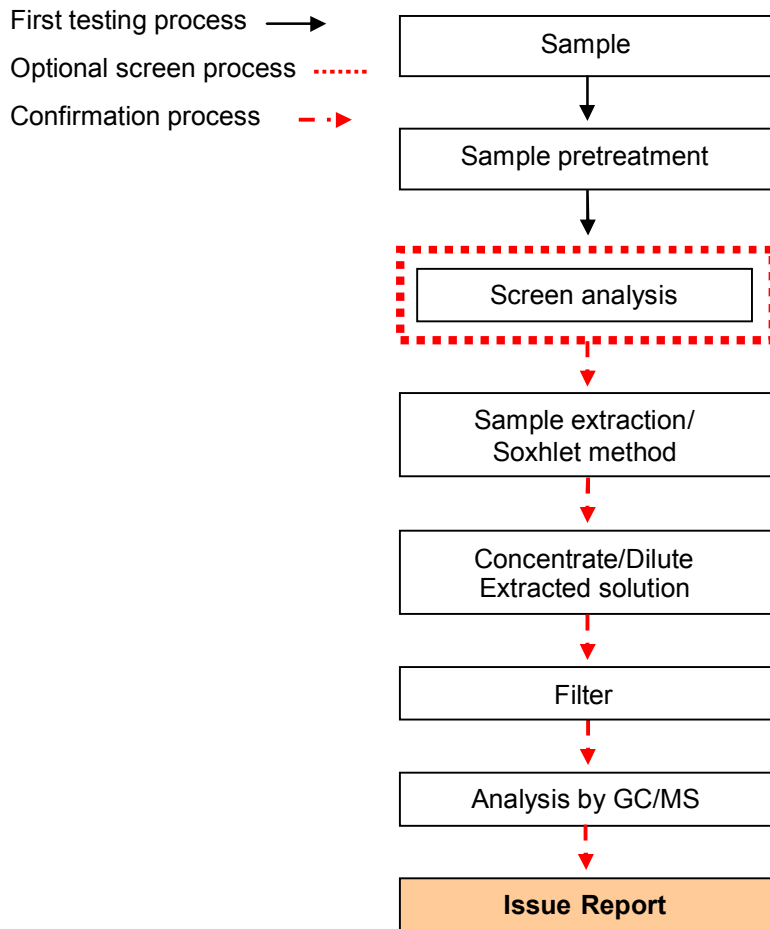 First testing process
Optional screen process
Confirmation process
Sample
Sample pretreatment
Screen analysis
Sample extraction/
Soxhlet method
Concentrate/Dilute
Extracted solution
Filter
Analysis by GC/MS
Issue Report